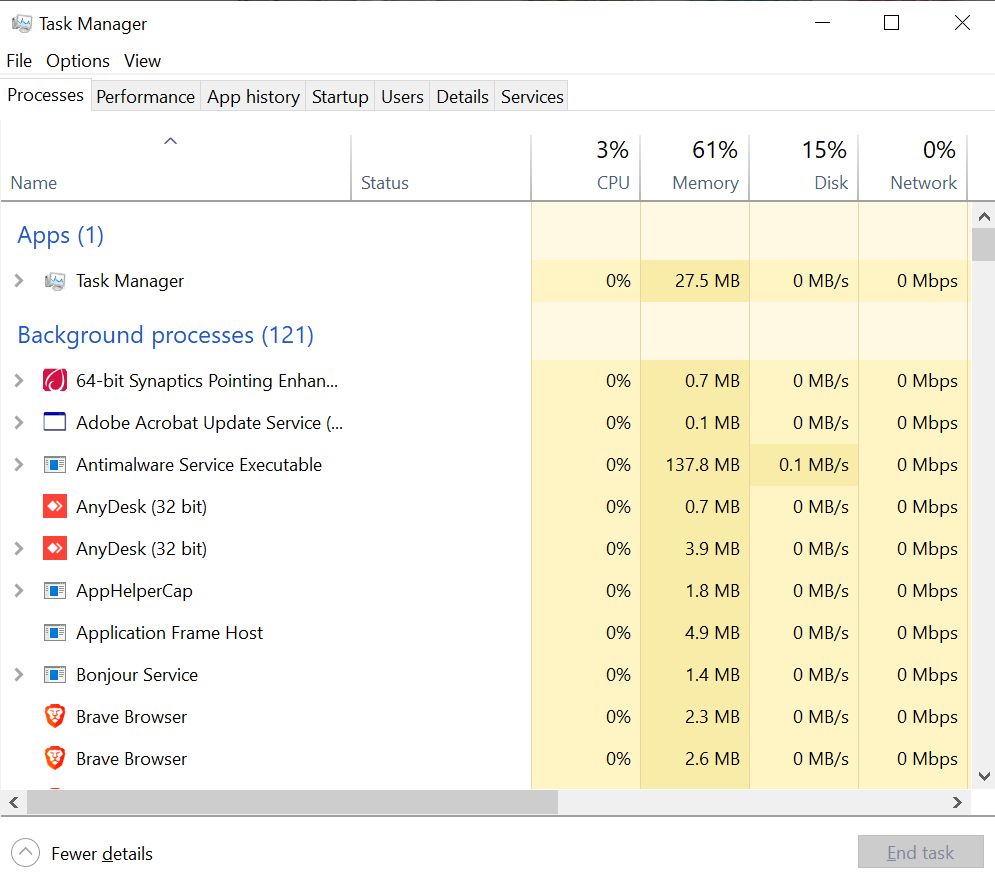 Task Manager
File Options View
Processes Performance App history Startup Users Details Services
3% 61% 15% 0%
Name Status CPU Memory Disk Network
Apps (1)
Task Manager 0% 27.5 MB 0 MB/s 0 Mbps
Background processes (121)
64-bit Synaptics Pointing Enhan... 0% 0.7 MB 0 MB/s 0 Mbps
Adobe Acrobat Update Service (... 0% 0.1 MB 0 MB/s 0 Mbps
Antimalware Service Executable 0% 137.8 MB 0.1 MB/s 0 Mbps
AnyDesk (32 bit) 0% 0.7 MB 0 MB/s 0 Mbps
AnyDesk (32 bit) 0% 3.9 MB 0 MB/s 0 Mbps
AppHelperCap 0% 1.8 MB 0 MB/s 0 Mbps
Application Frame Host 0% 4.9 MB 0 MB/s 0 Mbps
Bonjour Service 0% 1.4 MB 0 MB/s 0 Mbps
Brave Browser 0% 2.3 MB 0 MB/s 0 Mbps
Brave Browser 0% 2.6 MB 0 MB/s 0 Mbps
Fewer details End task